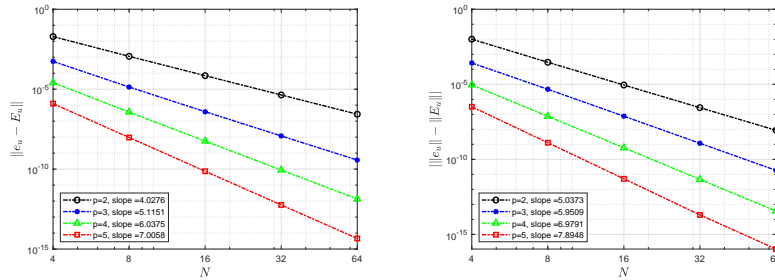 10^0
10^-5
10^-10
10^-15
||e_u − E_u||
p=2, slope =4.0276
p=3, slope =5.1151
p=4, slope =6.0375
p=5, slope =7.0058
4 8 16 32 64
N
10^0
10^-5
10^-10
10^-15
|||e_u|| − ||E_u|||
p=2, slope =5.0373
p=3, slope =5.9509
p=4, slope =6.9791
p=5, slope =7.8948
4 8 16 32 64
N